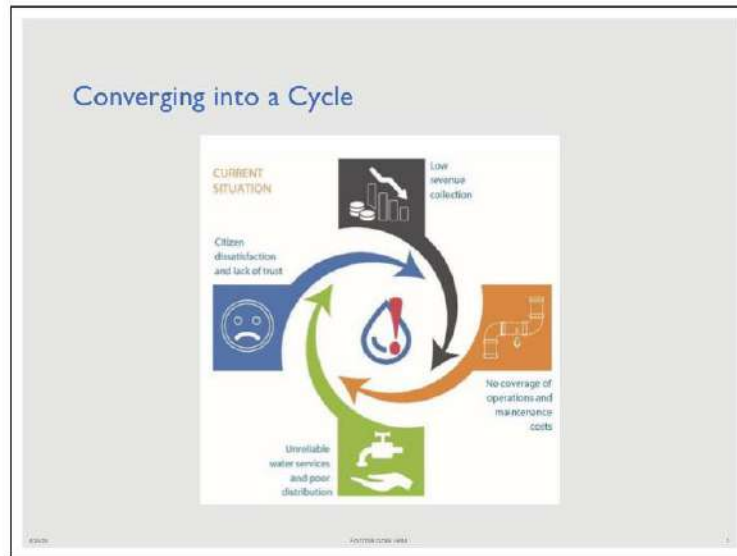 Converging into a Cycle
CURRENT
SITUATION
Low
revenue
collection
Citizen
dissatisfaction
and lack of trust
No coverage of
operations and
maintenance
costs
Unreliable
water services
and poor
distribution